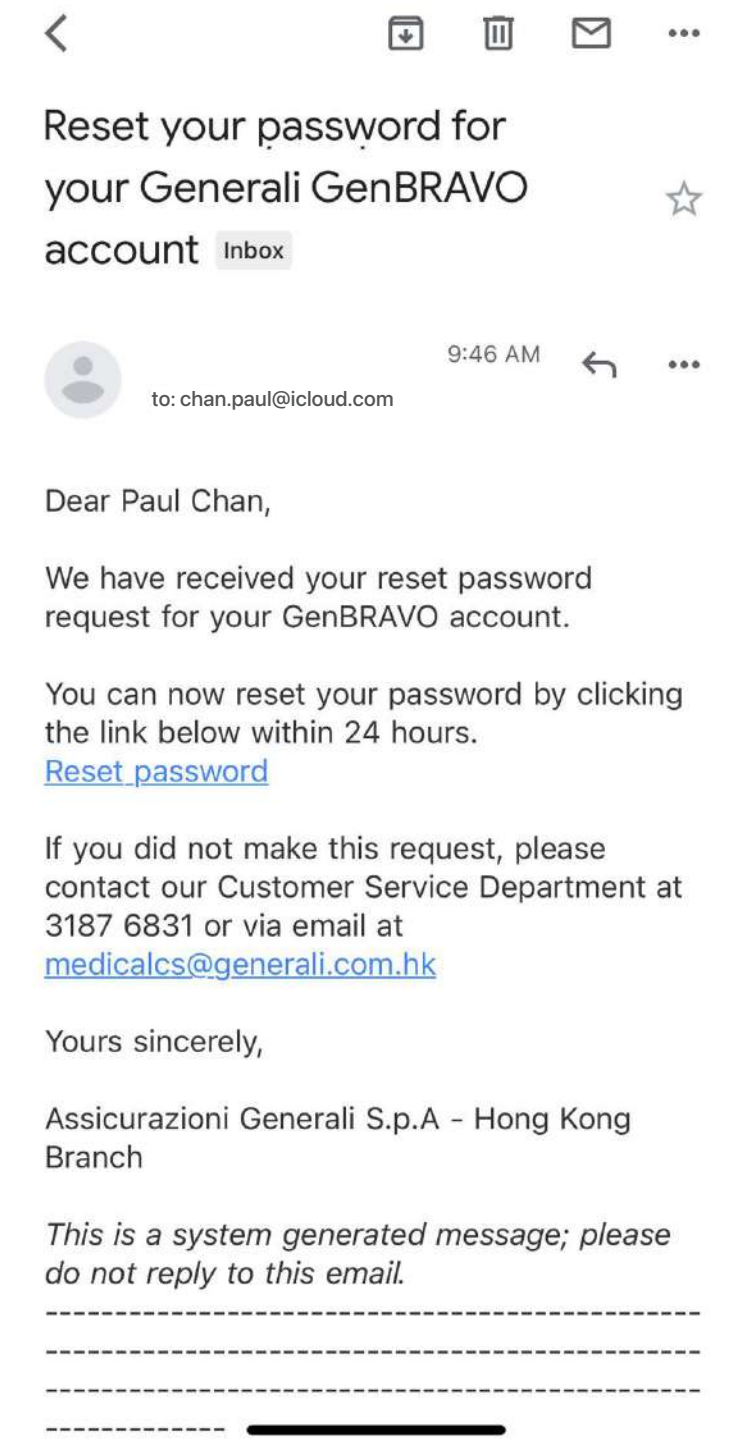 Reset your password for
your Generali GenBRAVO
account Inbox
9:46 AM
to: chan.paul@icloud.com
Dear Paul Chan,
We have received your reset password
request for your GenBRAVO account.
You can now reset your password by clicking
the link below within 24 hours.
Reset password
If you did not make this request, please
contact our Customer Service Department at
3187 6831 or via email at
medicalcs@generali.com.hk
Yours sincerely,
Assicurazioni Generali S.p.A - Hong Kong
Branch
This is a system generated message; please
do not reply to this email.
-----------------------------------------------
-----------------------------------------------
-----------------------------------------------
-------------